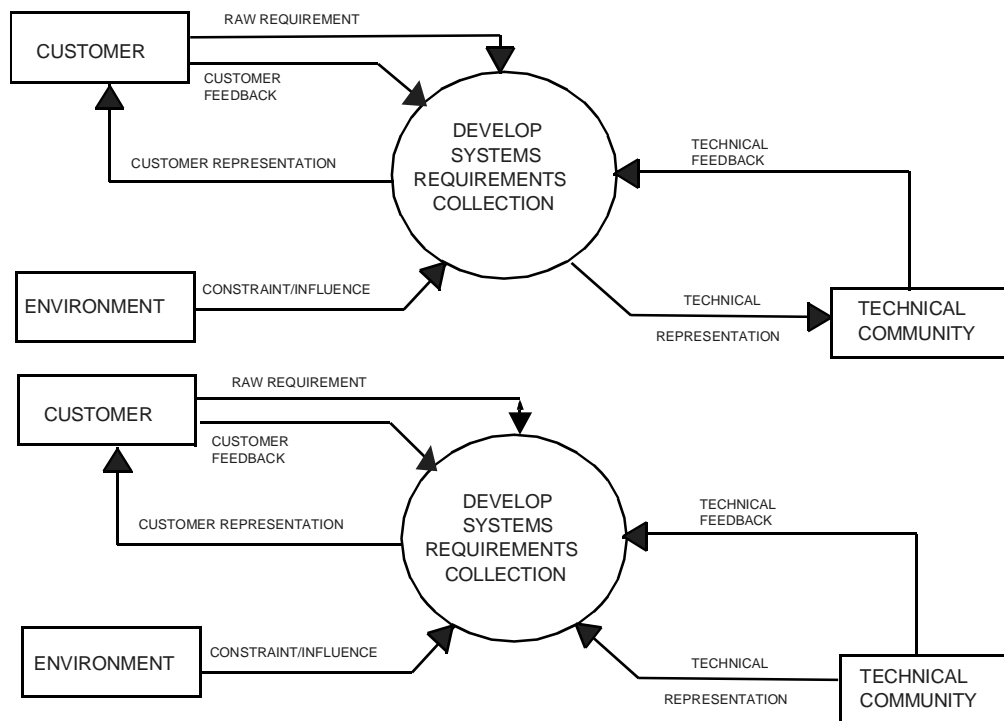 RAW REQUIREMENT
CUSTOMER
CUSTOMER
FEEDBACK
DEVELOP
SYSTEMS
REQUIREMENTS
COLLECTION
TECHNICAL
FEEDBACK
CUSTOMER REPRESENTATION
ENVIRONMENT
CONSTRAINT/INFLUENCE
TECHNICAL
REPRESENTATION
TECHNICAL
COMMUNITY
RAW REQUIREMENT
CUSTOMER
CUSTOMER
FEEDBACK
DEVELOP
SYSTEMS
REQUIREMENTS
COLLECTION
TECHNICAL
FEEDBACK
CUSTOMER REPRESENTATION
ENVIRONMENT
CONSTRAINT/INFLUENCE
TECHNICAL
REPRESENTATION
TECHNICAL
COMMUNITY